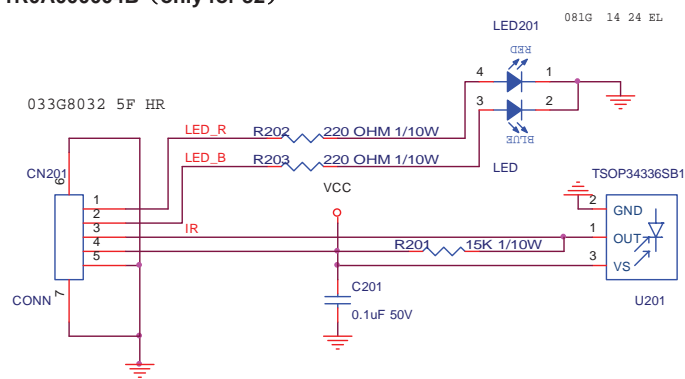 081G 14 24 EL
LED201
RED
4 1
033G8032 5F HR
3 2
LED_R R202 220 OHM 1/10W
BLUE
LED_B R203 220 OHM 1/10W LED
CN201 6
VCC
TSOP34336SB1
1
2
3 IR
4
5
2 GND
1 OUT
3 VS
R201 15K 1/10W
C201
0.1uF 50V
CONN 7
U201